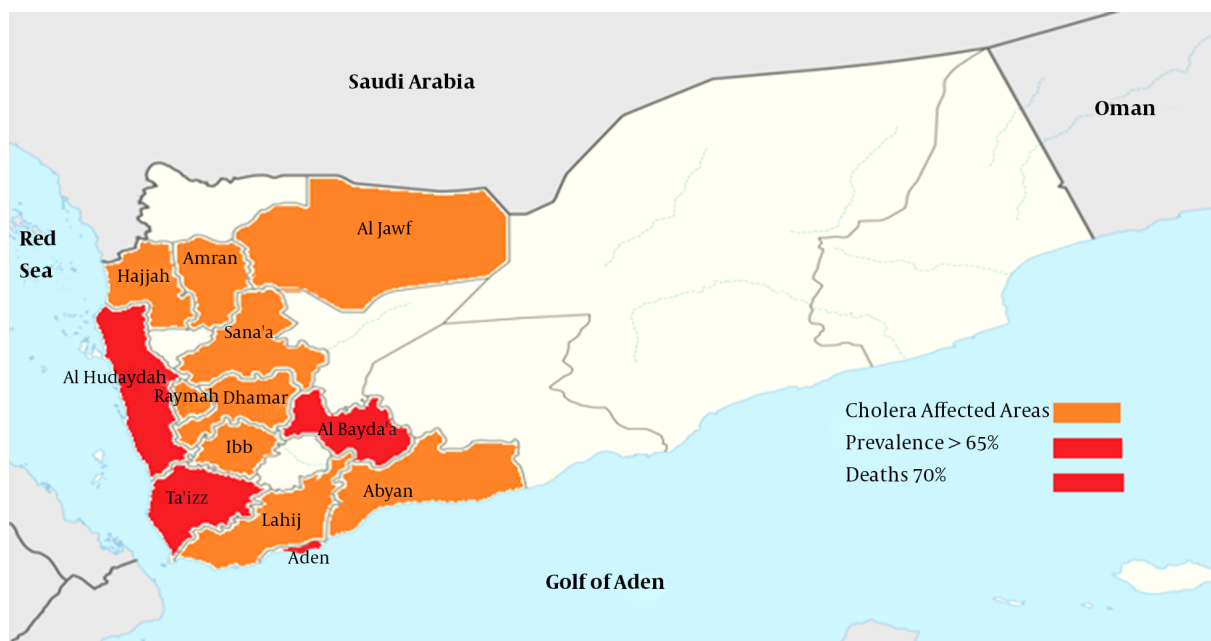 Saudi Arabia
Oman
Red
Sea
Al Jawf
Amran
Hajjah
Sana'a
Al Hudaydah
Raymah
Dhamar
Al Bayda'a
Ibb
Ta'izz
Abyan
Lahij
Aden
Cholera Affected Areas
Prevalence > 65%
Deaths 70%
Golf of Aden